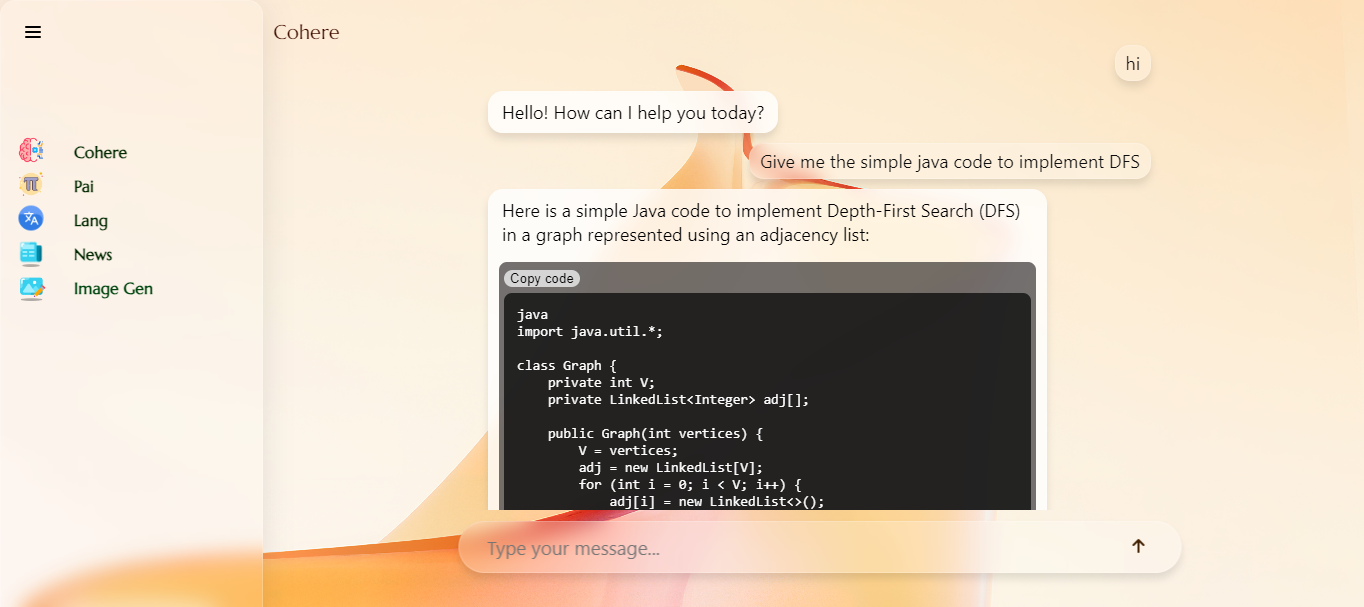 Cohere
hi
Hello! How can I help you today?
Give me the simple java code to implement DFS
Cohere
Pai
Lang
News
Image Gen
Here is a simple Java code to implement Depth-First Search (DFS)
in a graph represented using an adjacency list:
Copy code
java
import java.util.*;
class Graph {
    private int V;
    private LinkedList<Integer> adj[];
    public Graph(int vertices) {
        V = vertices;
        adj = new LinkedList[V];
        for (int i = 0; i < V; i++) {
            adj[i] = new LinkedList<>();
Type your message...